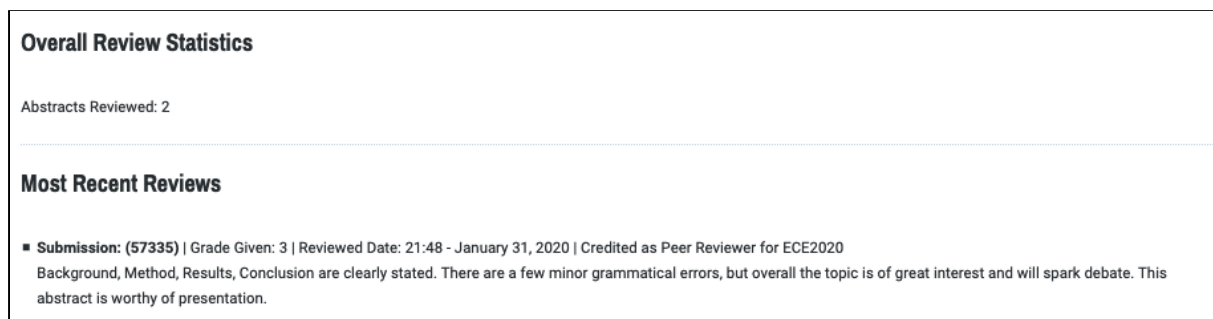 Overall Review Statistics
Abstracts Reviewed: 2
Most Recent Reviews
▪ Submission: (57335) | Grade Given: 3 | Reviewed Date: 21:48 - January 31, 2020 | Credited as Peer Reviewer for ECE2020
Background, Method, Results, Conclusion are clearly stated. There are a few minor grammatical errors, but overall the topic is of great interest and will spark debate. This
abstract is worthy of presentation.